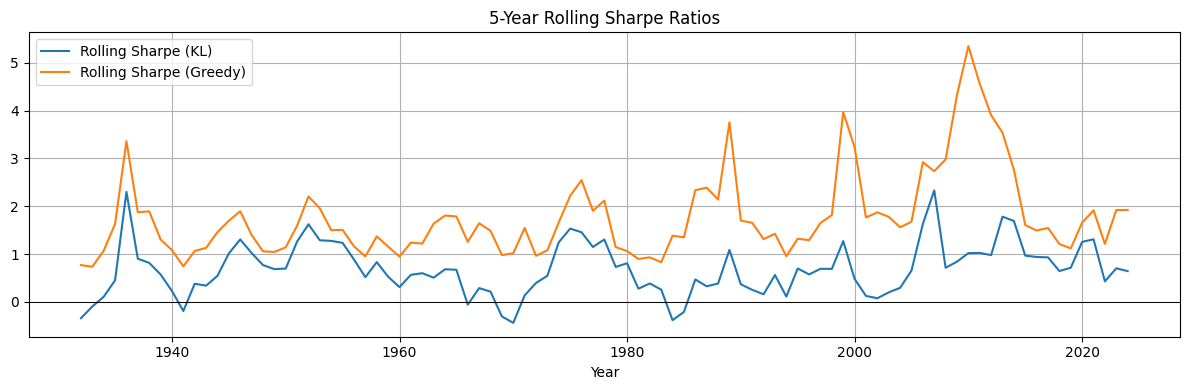 5-Year Rolling Sharpe Ratios
Rolling Sharpe (KL)
Rolling Sharpe (Greedy)
5
4
3
2
1
0
1940 1960 1980 2000 2020
Year